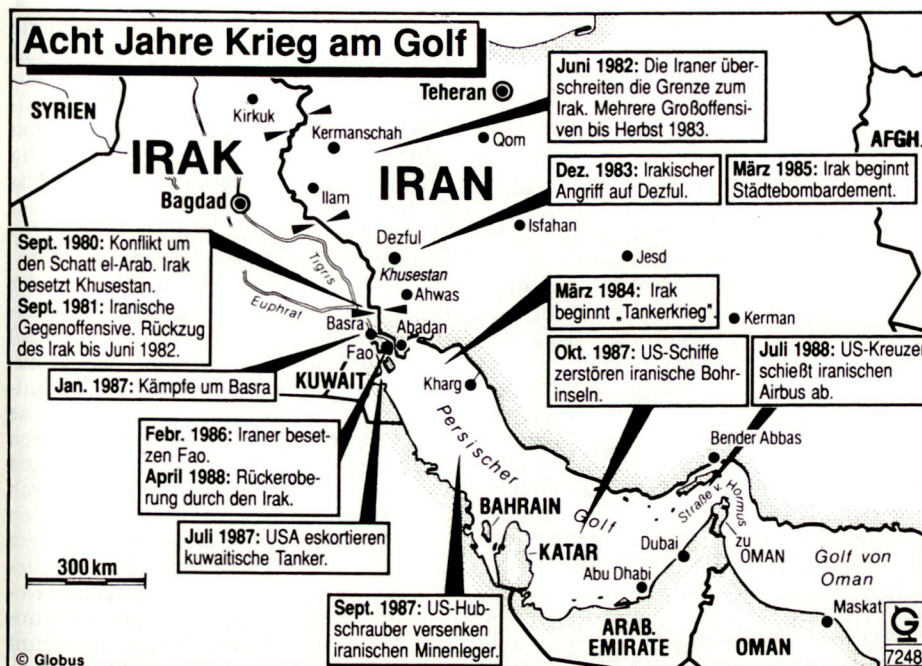 Acht Jahre Krieg am Golf
SYRIEN
Kirkuk
Teheran
Kermanschah
Qom
Juni 1982: Die Iraner über-
schreiten die Grenze zum
Irak. Mehrere Großoffensi-
ven bis Herbst 1983.
AFGH.
IRAK
IRAN
Bagdad
Ilam
Dez. 1983: Irakischer
Angriff auf Dezful.
März 1985: Irak beginnt
Städtebombardement.
Isfahan
Dezful
Jesd
Khusestan
Ahwas
Tigris
Euphrat
Sept. 1980: Konflikt um
den Schatt el-Arab. Irak
besetzt Khusestan.
Sept. 1981: Iranische
Gegenoffensive. Rückzug
des Irak bis Juni 1982.
März 1984: Irak
beginnt „Tankerkrieg".
Kerman
Basra
Abadan
Fao
KUWAIT
Kharg
Jan. 1987: Kämpfe um Basra
Okt. 1987: US-Schiffe
zerstören iranische Bohr-
inseln.
Juli 1988: US-Kreuzer
schießt iranischen
Airbus ab.
Febr. 1986: Iraner beset-
zen Fao.
April 1988: Rückerobe-
rung durch den Irak.
Persischer
Golf
Bender Abbas
Straße v. Hormus
BAHRAIN
KATAR
Dubai
zu
OMAN
Golf von
Oman
Juli 1987: USA eskortieren
kuwaitische Tanker.
300 km
Abu Dhabi
Maskat
Sept. 1987: US-Hub-
schrauber versenken
iranischen Minenleger.
ARAB.
EMIRATE
OMAN
© Globus
G
7248